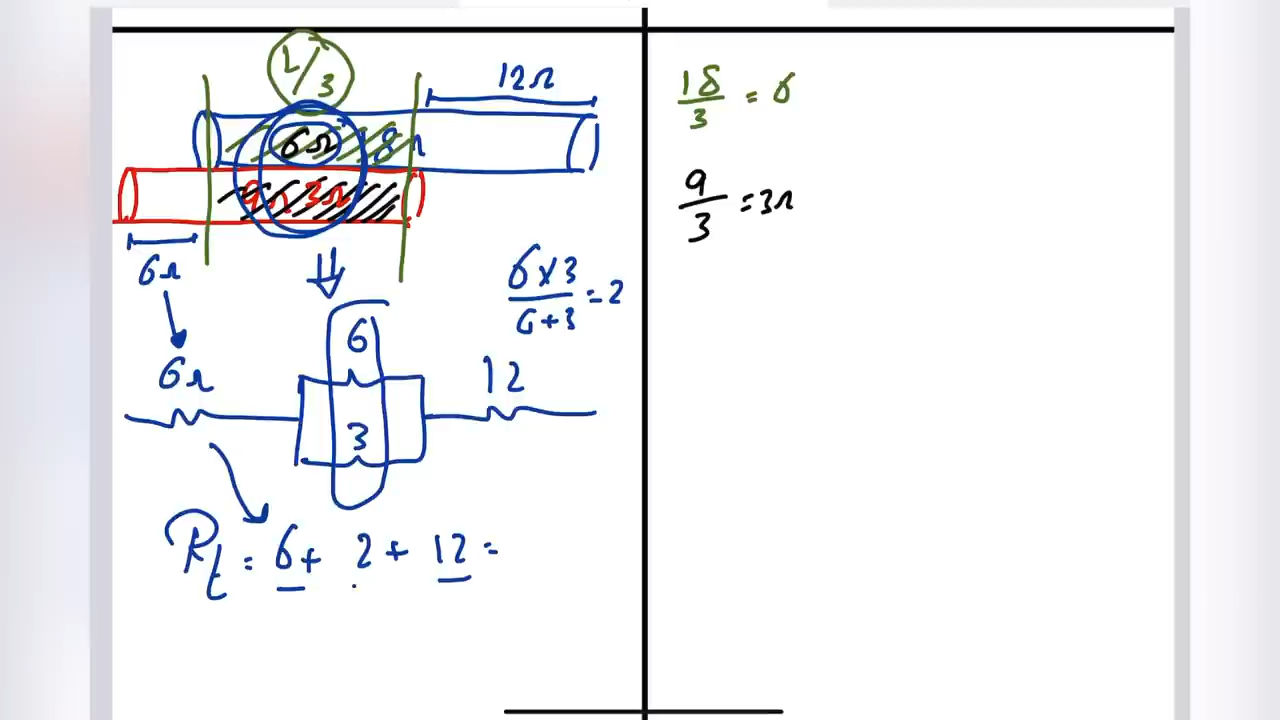 L/3
12Ω
6Ω 18Ω
9Ω 3Ω
6Ω
6×3/6+3 = 2
6Ω
6
3
12
Rt = 6 + 2 + 12 =
18/3 = 6
9/3 = 3Ω